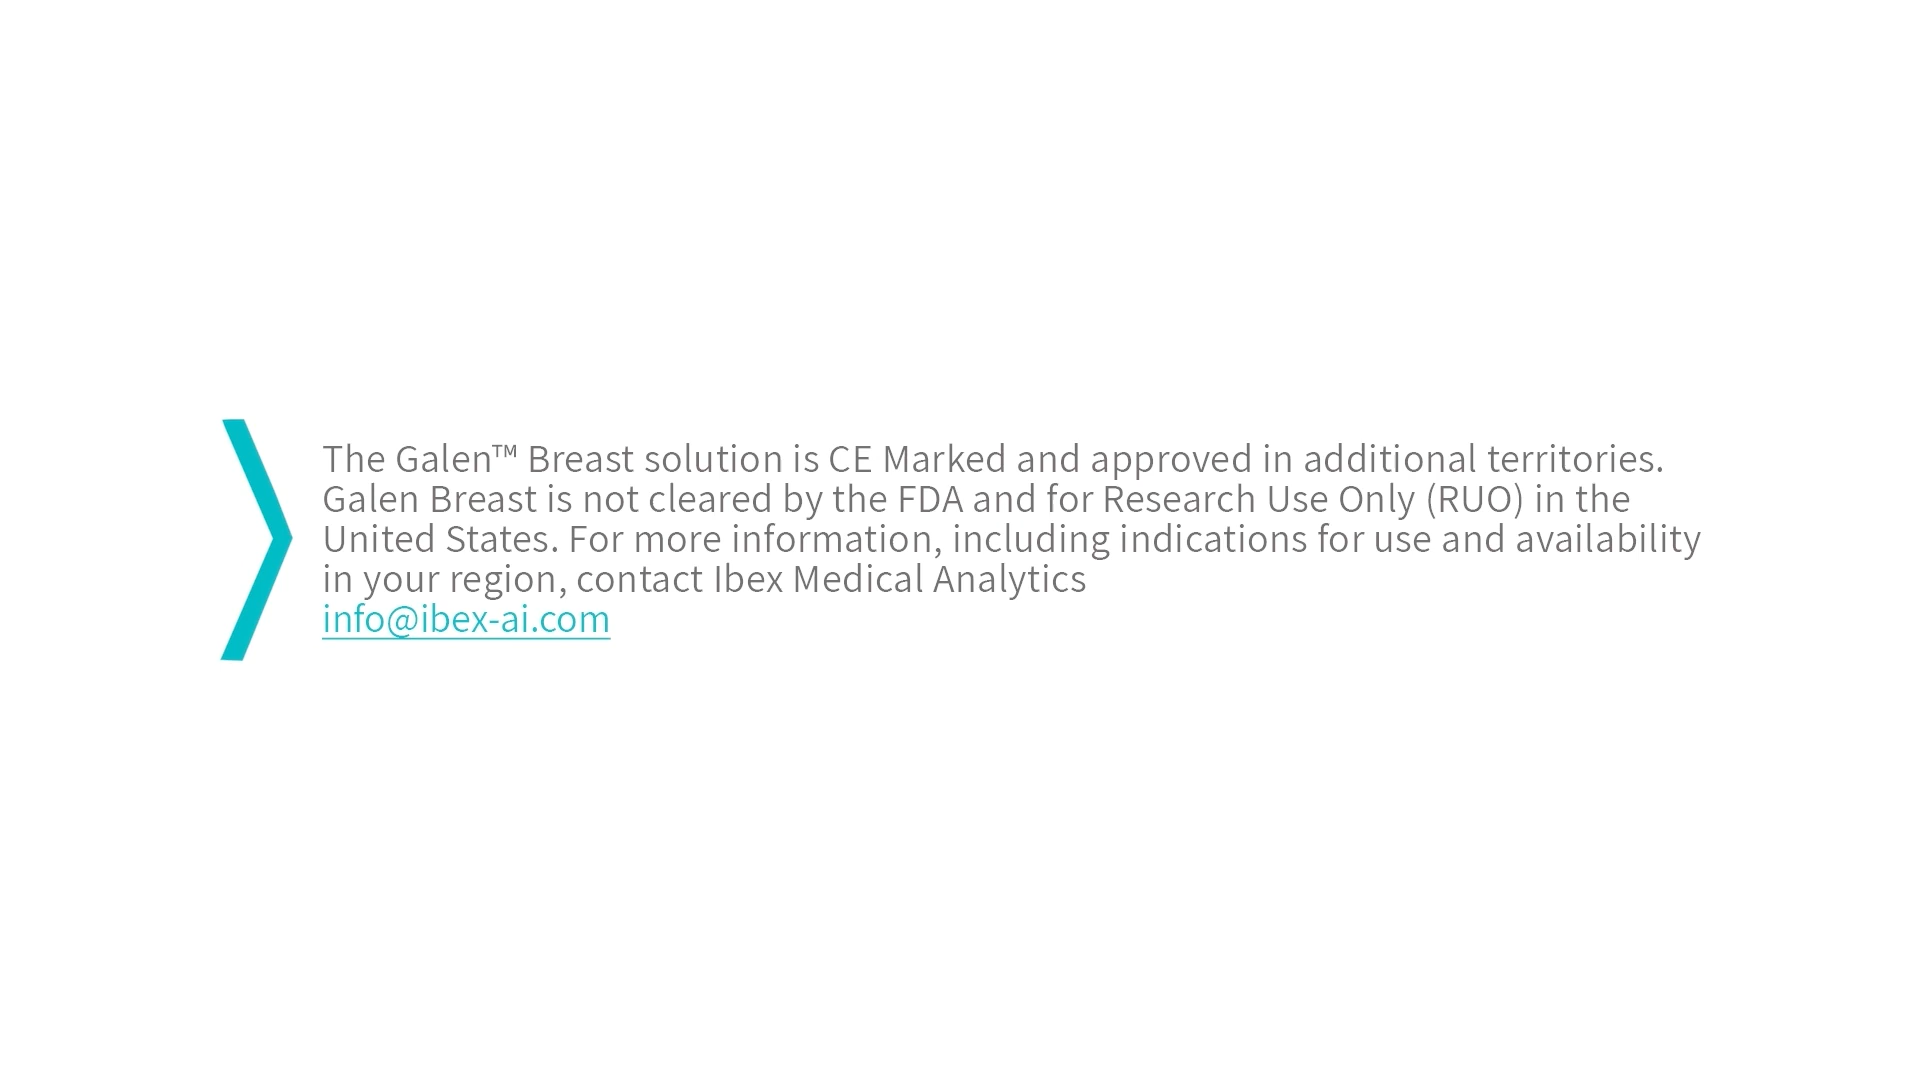 The Galen™ Breast solution is CE Marked and approved in additional territories.
Galen Breast is not cleared by the FDA and for Research Use Only (RUO) in the
United States. For more information, including indications for use and availability
in your region, contact Ibex Medical Analytics
info@ibex-ai.com